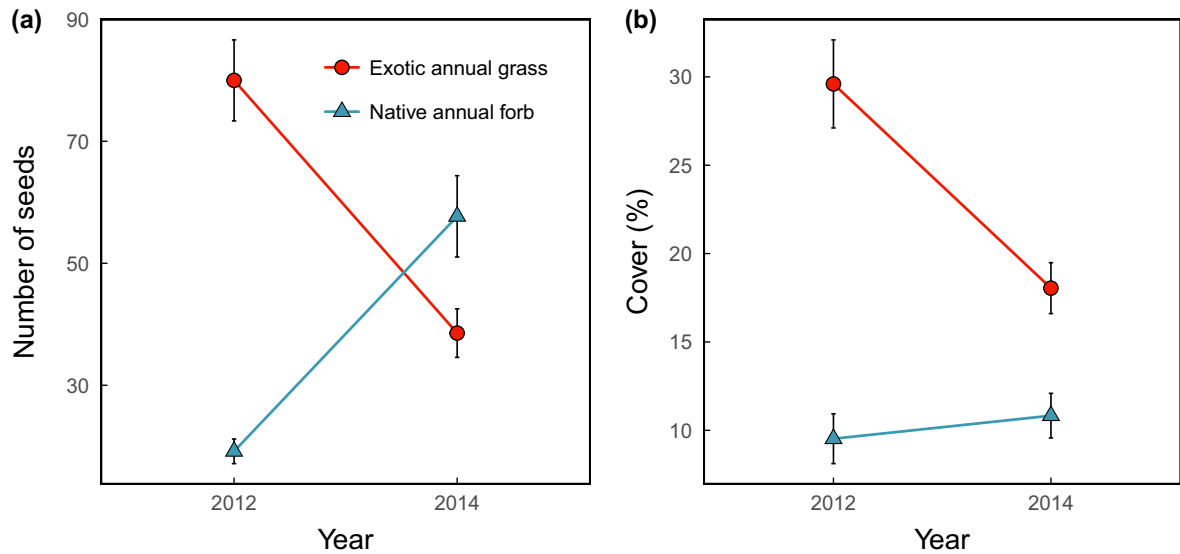 (a)
Number of seeds
90
70
50
30
Exotic annual grass
Native annual forb
2012
2014
Year
(b)
Cover (%)
30
25
20
15
10
2012
2014
Year